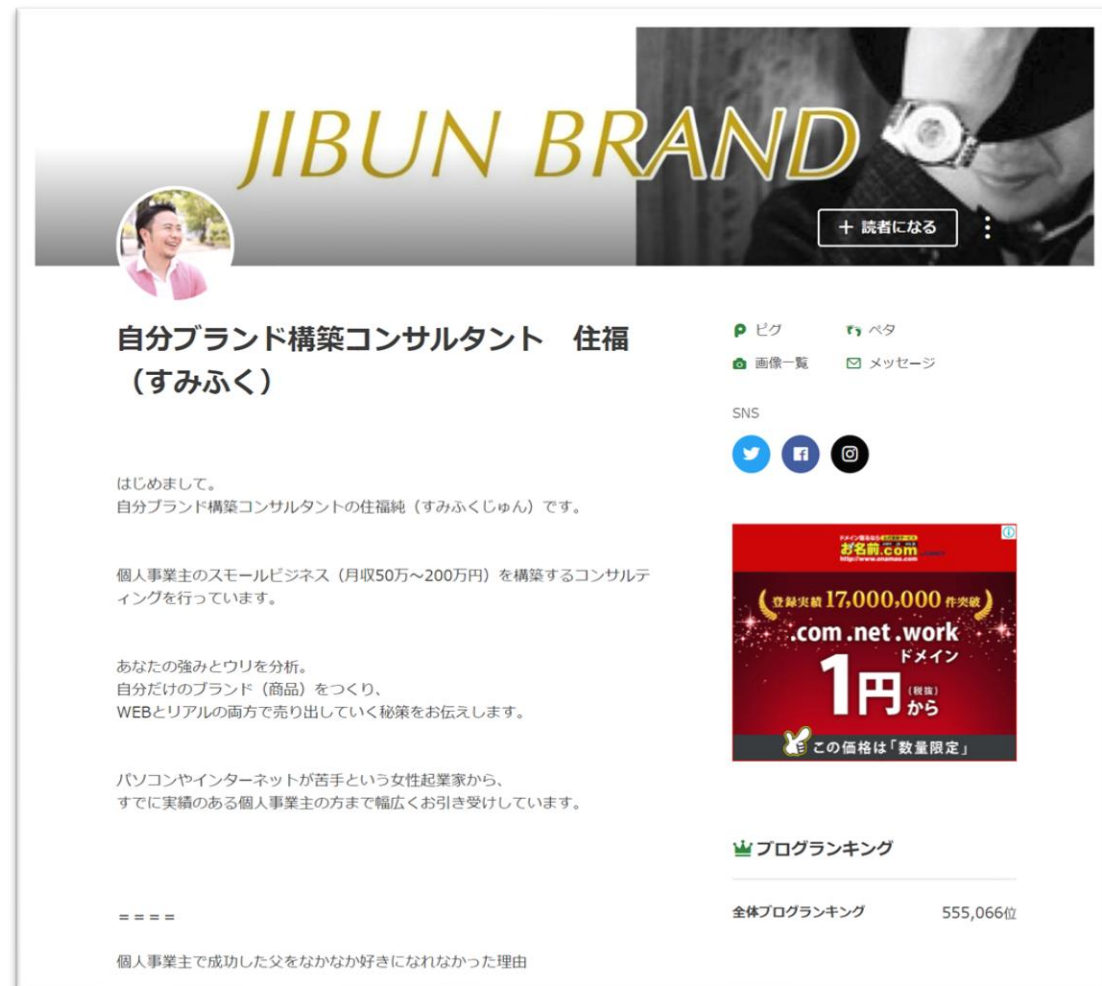 JIBUN BRAND
＋ 読者になる
自分ブランド構築コンサルタント　住福
（すみふく）
はじめまして。
自分ブランド構築コンサルタントの住福純（すみふくじゅん）です。
個人事業主のスモールビジネス（月収50万～200万円）を構築するコンサルテ
ィングを行っています。
あなたの強みとウリを分析。
自分だけのブランド（商品）をつくり、
WEBとリアルの両方で売り出していく秘策をお伝えします。
パソコンやインターネットが苦手という女性起業家から、
すでに実績のある個人事業主の方まで幅広くお引き受けしています。
＝＝＝＝
個人事業主で成功した父をなかなか好きになれなかった理由
ピグ
ペタ
画像一覧
メッセージ
SNS
お名前.com
http://www.onamae.com
登録実績 17,000,000 件突破
.com .net .work
ドメイン
1円(税抜)から
この価格は「数量限定」
ブログランキング
全体ブログランキング 555,066位